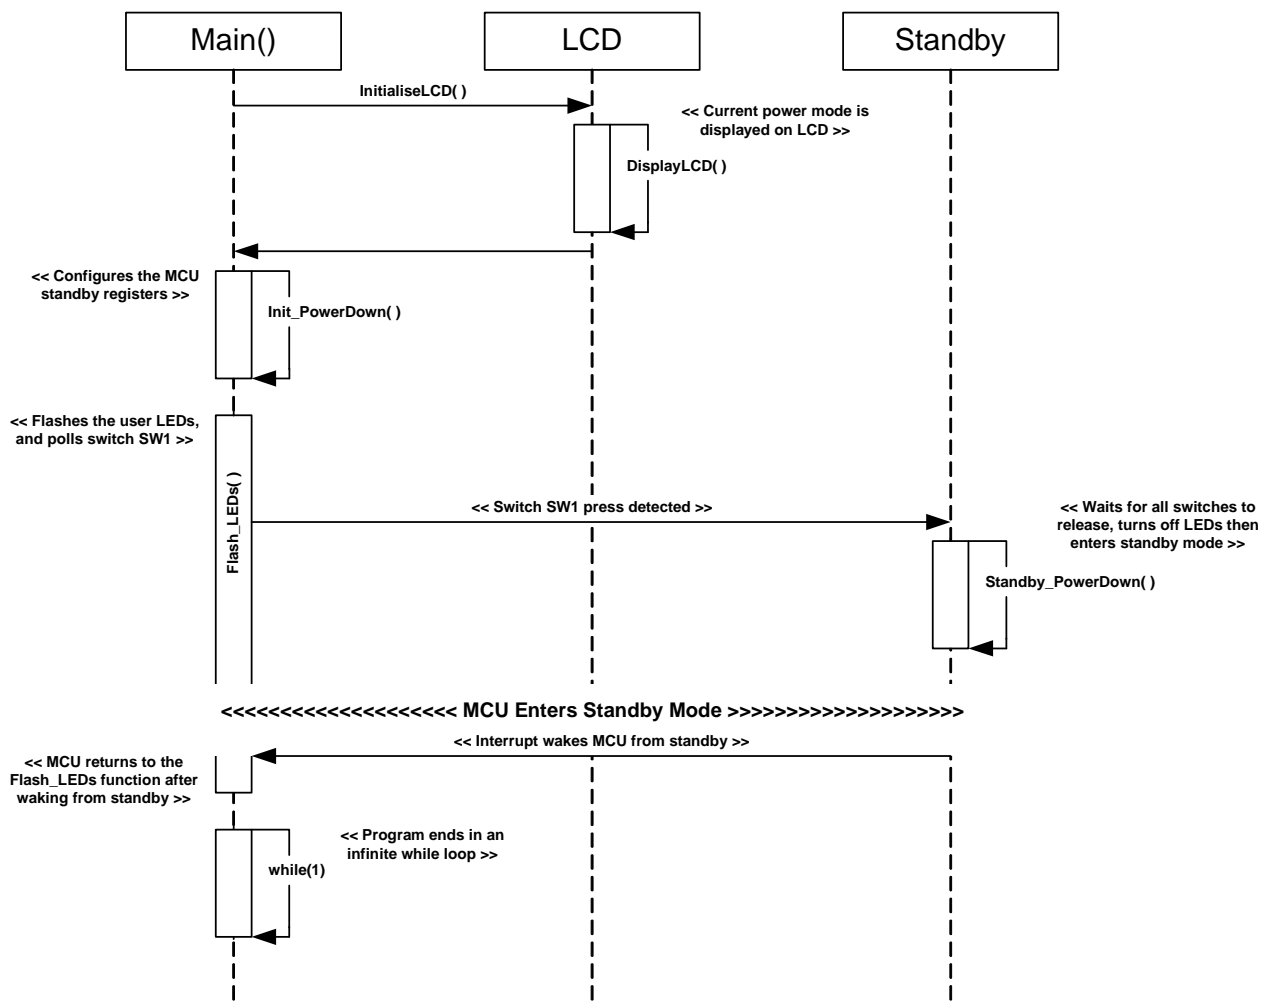 Main()
LCD
Standby
InitialiseLCD( )
<< Current power mode is
displayed on LCD >>
DisplayLCD( )
<< Configures the MCU
standby registers >>
Init_PowerDown( )
<< Flashes the user LEDs,
and polls switch SW1 >>
Flash_LEDs( )
<< Switch SW1 press detected >>
<< Waits for all switches to
release, turns off LEDs then
enters standby mode >>
Standby_PowerDown( )
<<<<<<<<<<<<<<<<<<<< MCU Enters Standby Mode >>>>>>>>>>>>>>>>>>>>
<< Interrupt wakes MCU from standby >>
<< MCU returns to the
Flash_LEDs function after
waking from standby >>
<< Program ends in an
infinite while loop >>
while(1)